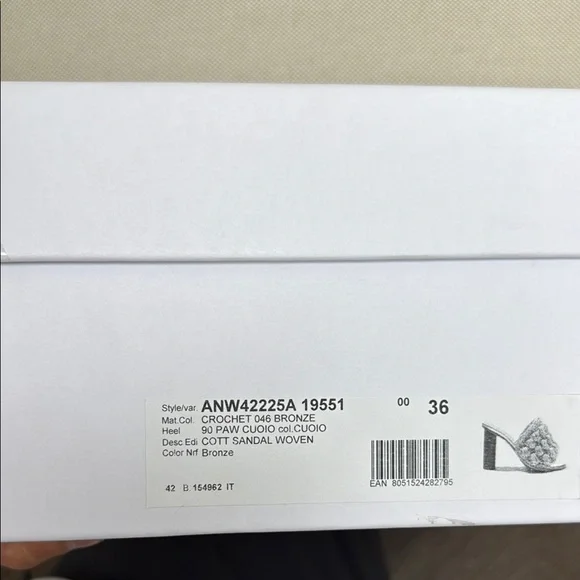 Style/var. ANW42225A 19551 00 36
Mat.Col. CROCHET 046 BRONZE
Heel 90 PAW CUOIO col.CUOIO
Desc.Edi COTT SANDAL WOVEN
Color Nrf Bronze
42 B. 154962 IT
EAN 8051524282795